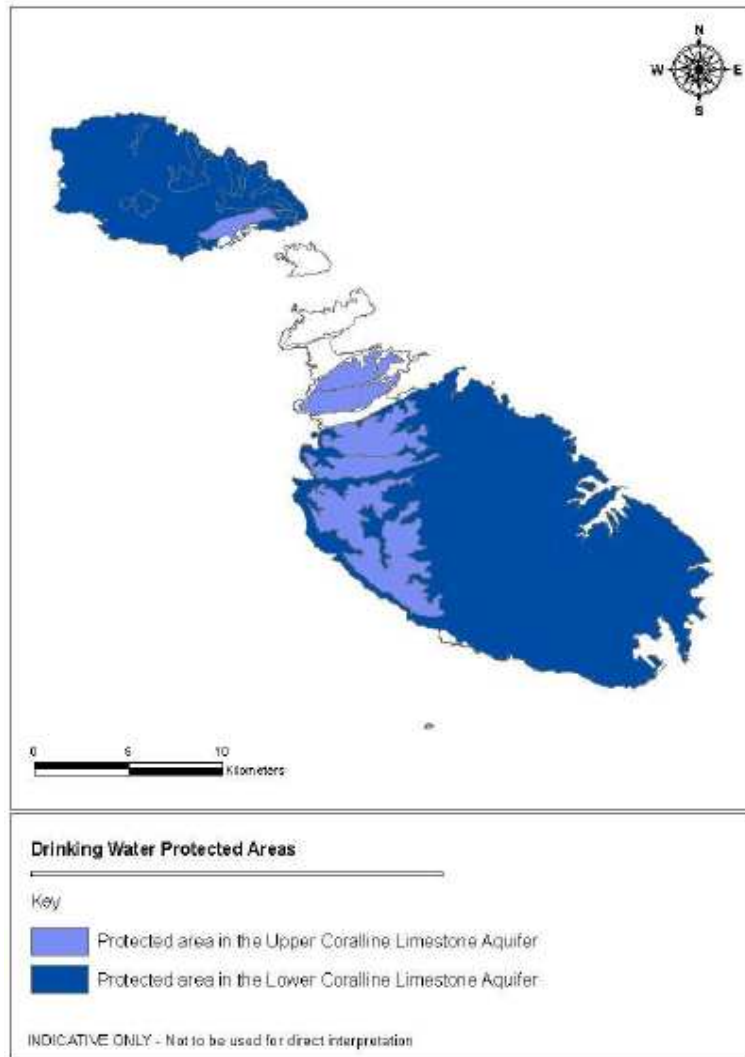 N
W E
S
0 5 10
Kilometers
Drinking Water Protected Areas
Key
Protected area in the Upper Coralline Limestone Aquifer
Protected area in the Lower Coralline Limestone Aquifer
INDICATIVE ONLY - Not to be used for direct interpretation